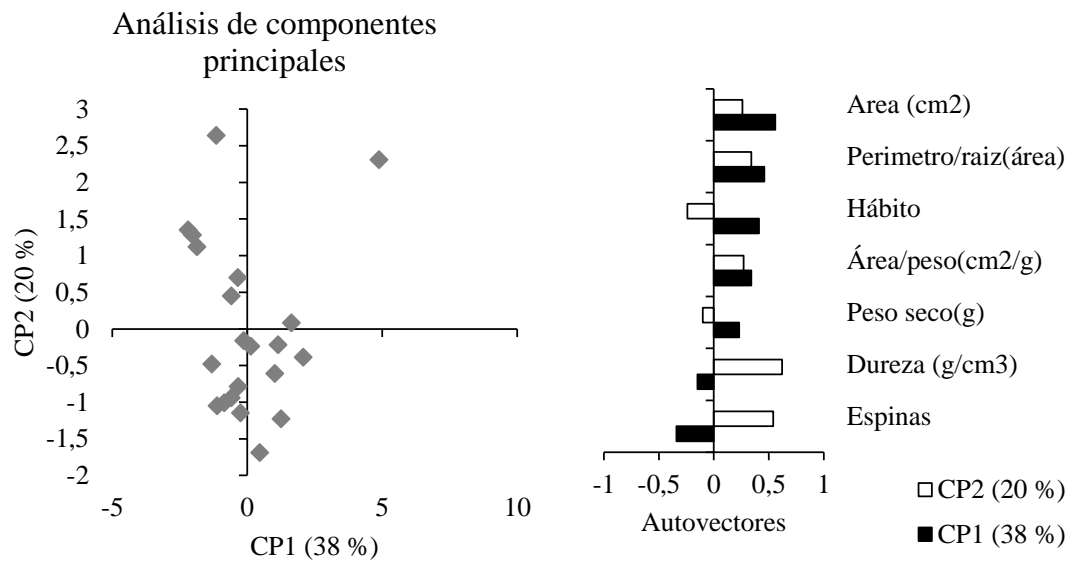 Análisis de componentes
principales
3
2,5
2
1,5
1
0,5
0
-0,5
-1
-1,5
-2
CP2 (20 %)
-5
0
5
10
CP1 (38 %)
Area (cm2)
Perimetro/raiz(área)
Hábito
Área/peso(cm2/g)
Peso seco(g)
Dureza (g/cm3)
Espinas
-1
-0,5
0
0,5
1
Autovectores
CP2 (20 %)
CP1 (38 %)